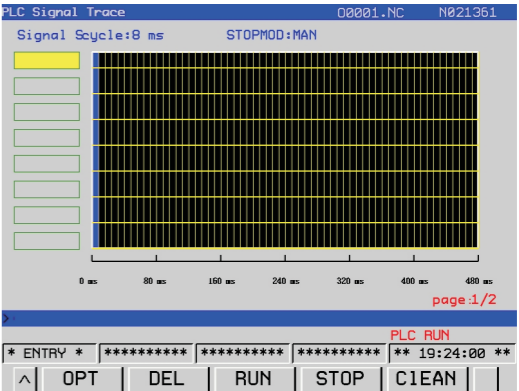 PLC Signal Trace O0001.NC N021361
Signal Scycle:8 ms STOPMOD:MAN
0 ms 80 ms 160 ms 240 ms 320 ms 400 ms 480 ms
page:1/2
>
PLC RUN
* ENTRY * ********** ********** ********** ** 19:24:00 **
^ OPT DEL RUN STOP ClEAN